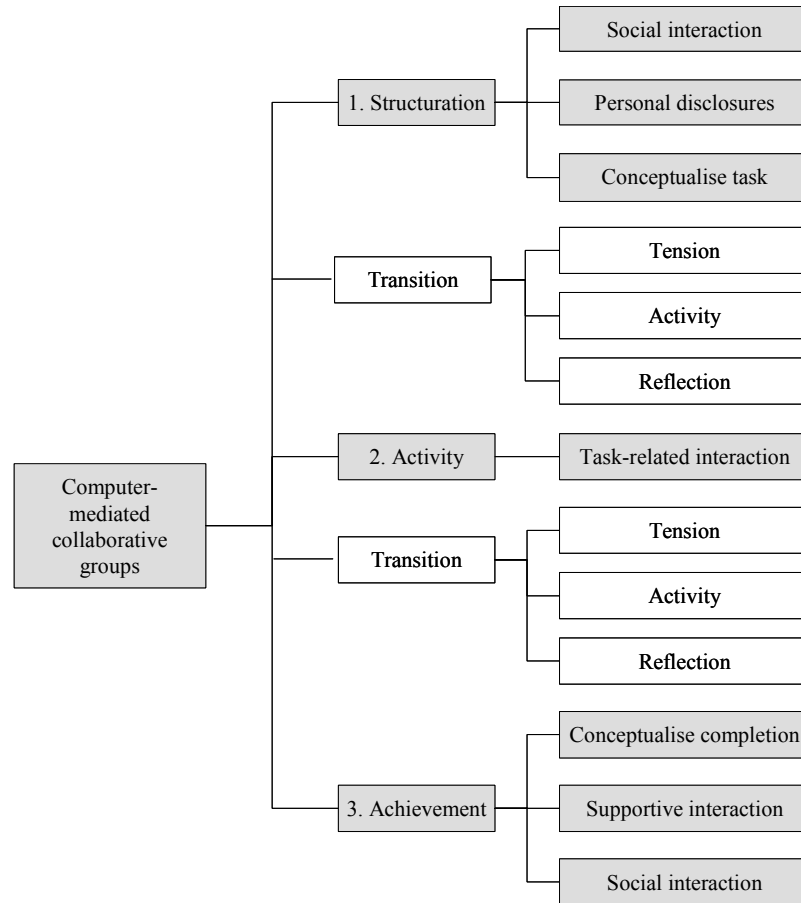 Social interaction
1. Structuration
Personal disclosures
Conceptualise task
Transition
Tension
Activity
Reflection
2. Activity
Task-related interaction
Computer-
mediated
collaborative
groups
Transition
Tension
Activity
Reflection
Conceptualise completion
3. Achievement
Supportive interaction
Social interaction